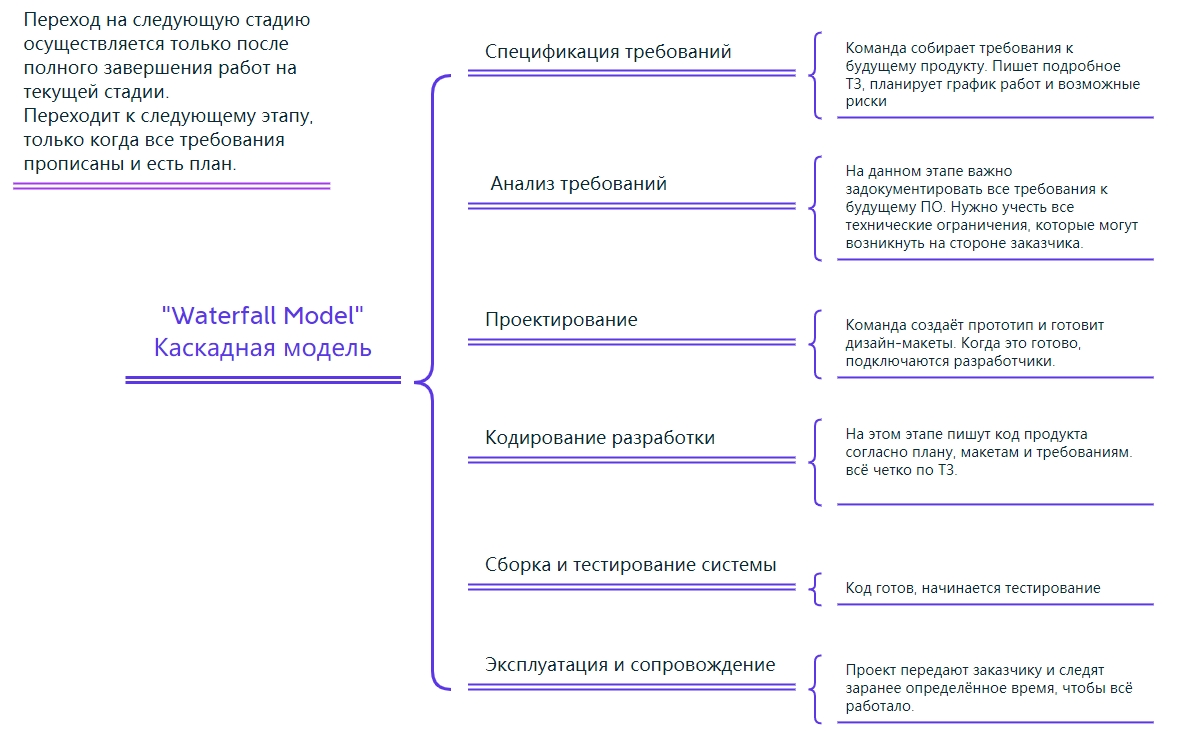 Переход на следующую стадию
осуществляется только после
полного завершения работ на
текущей стадии.
Переходит к следующему этапу,
только когда все требования
прописаны и есть план.
"Waterfall Model"
Каскадная модель
Спецификация требований
Команда собирает требования к
будущему продукту. Пишет подробное
ТЗ, планирует график работ и возможные
риски
Анализ требований
На данном этапе важно
задокументировать все требования к
будущему ПО. Нужно учесть все
технические ограничения, которые могут
возникнуть на стороне заказчика.
Проектирование
Команда создаёт прототип и готовит
дизайн-макеты. Когда это готово,
подключаются разработчики.
Кодирование разработки
На этом этапе пишут код продукта
согласно плану, макетам и требованиям.
всё четко по ТЗ.
Сборка и тестирование системы
Код готов, начинается тестирование
Эксплуатация и сопровождение
Проект передают заказчику и следят
заранее определённое время, чтобы всё
работало.